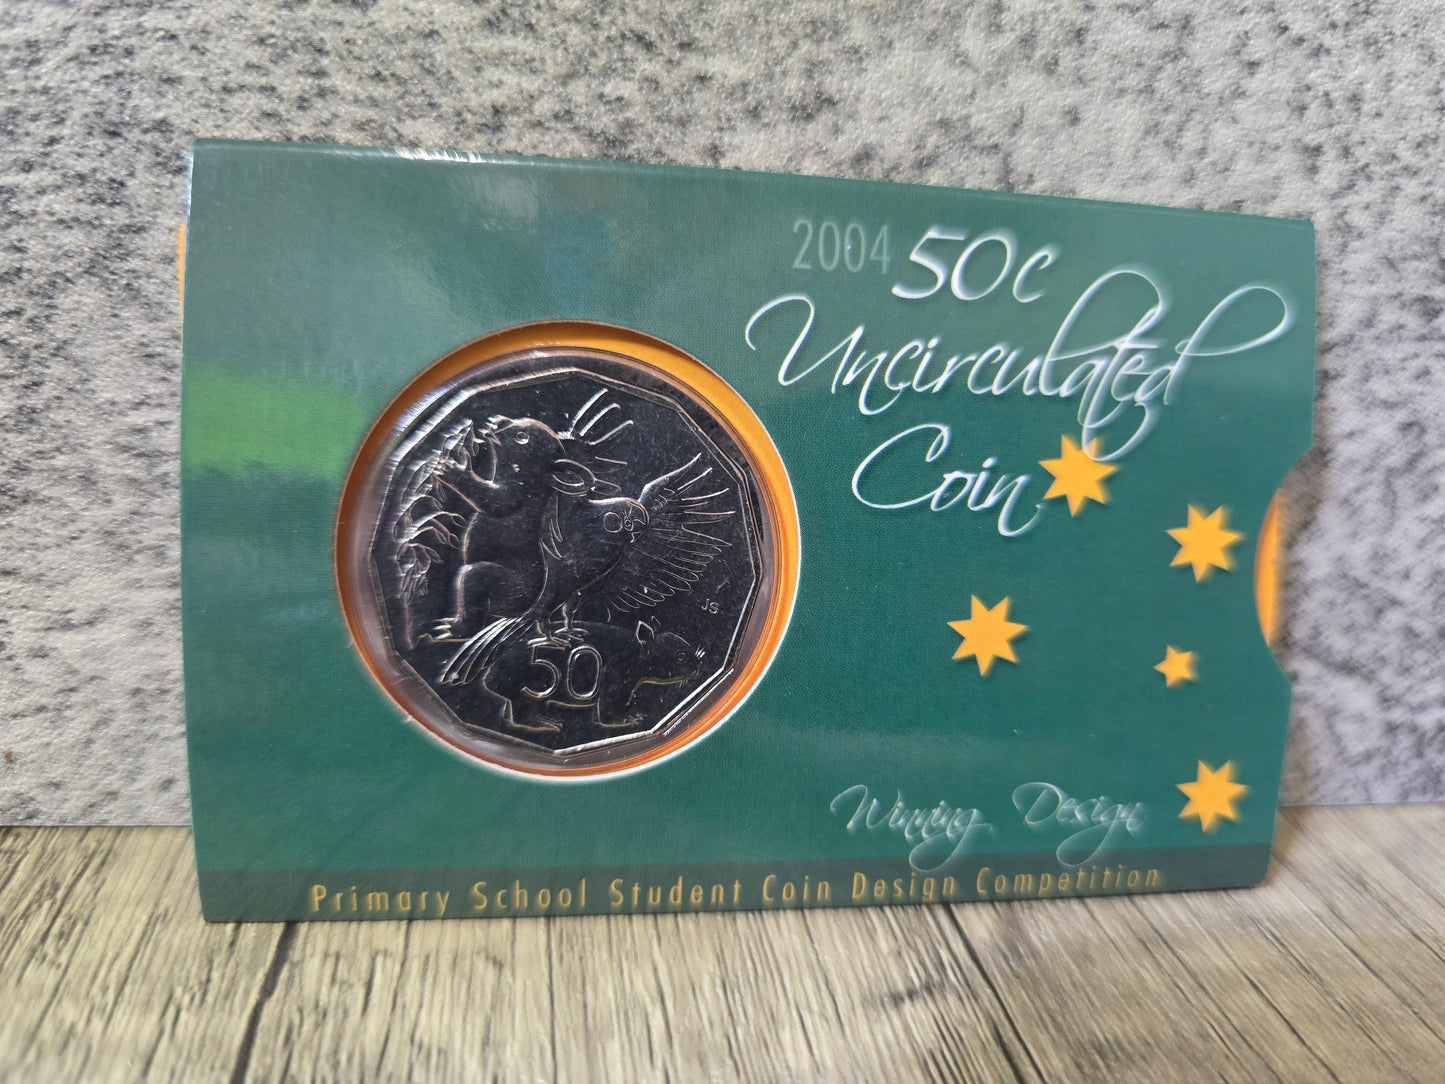 2004 50c
Uncirculated
Coin
JS
50
Winning Design
Primary School Student Coin Design Competition